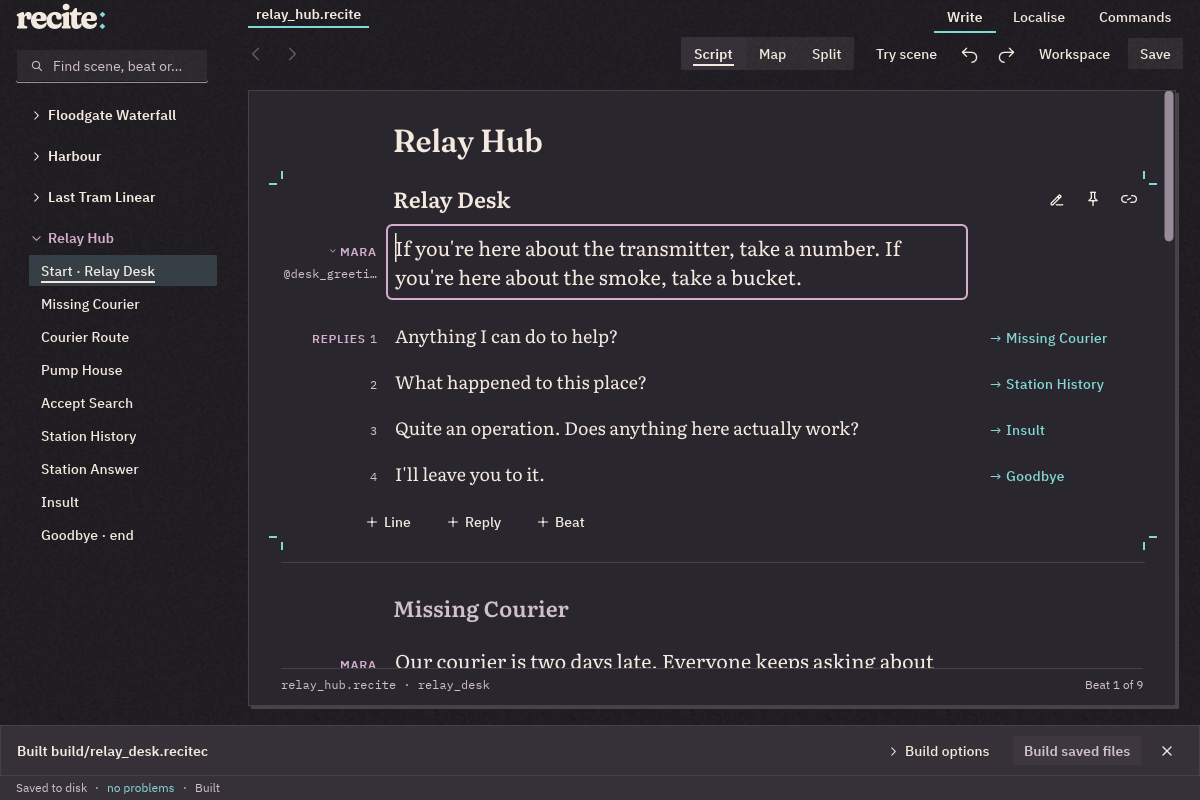 recite:
relay_hub.recite
Write
Localise
Commands
Find scene, beat or...
Script
Map
Split
Try scene
Workspace
Save
Floodgate Waterfall
Harbour
Last Tram Linear
Relay Hub
Start · Relay Desk
Missing Courier
Courier Route
Pump House
Accept Search
Station History
Station Answer
Insult
Goodbye · end
Relay Hub
Relay Desk
MARA
@desk_greeti…
If you're here about the transmitter, take a number. If
you're here about the smoke, take a bucket.
REPLIES 1 Anything I can do to help? → Missing Courier
2 What happened to this place? → Station History
3 Quite an operation. Does anything here actually work? → Insult
4 I'll leave you to it. → Goodbye
+ Line + Reply + Beat
Missing Courier
MARA Our courier is two days late. Everyone keeps asking about
relay_hub.recite · relay_desk
Beat 1 of 9
Built build/relay_desk.recitec
Build options
Build saved files
Saved to disk · no problems · Built